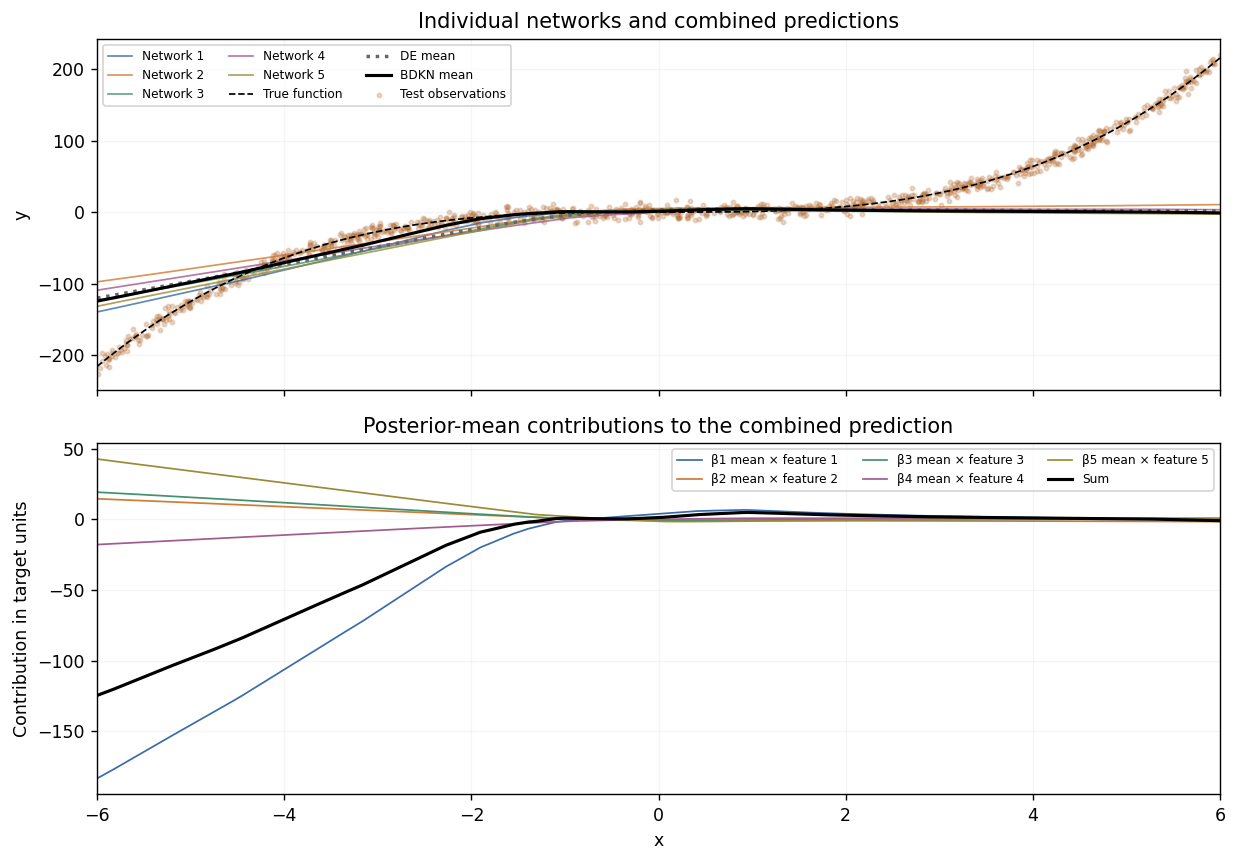 Individual networks and combined predictions
Network 1 Network 4 DE mean
Network 2 Network 5 BDKN mean
Network 3 True function Test observations
200
100
0
−100
−200
y
Posterior-mean contributions to the combined prediction
β1 mean × feature 1 β3 mean × feature 3 β5 mean × feature 5
β2 mean × feature 2 β4 mean × feature 4 Sum
50
0
−50
−100
−150
Contribution in target units
−6 −4 −2 0 2 4 6
x